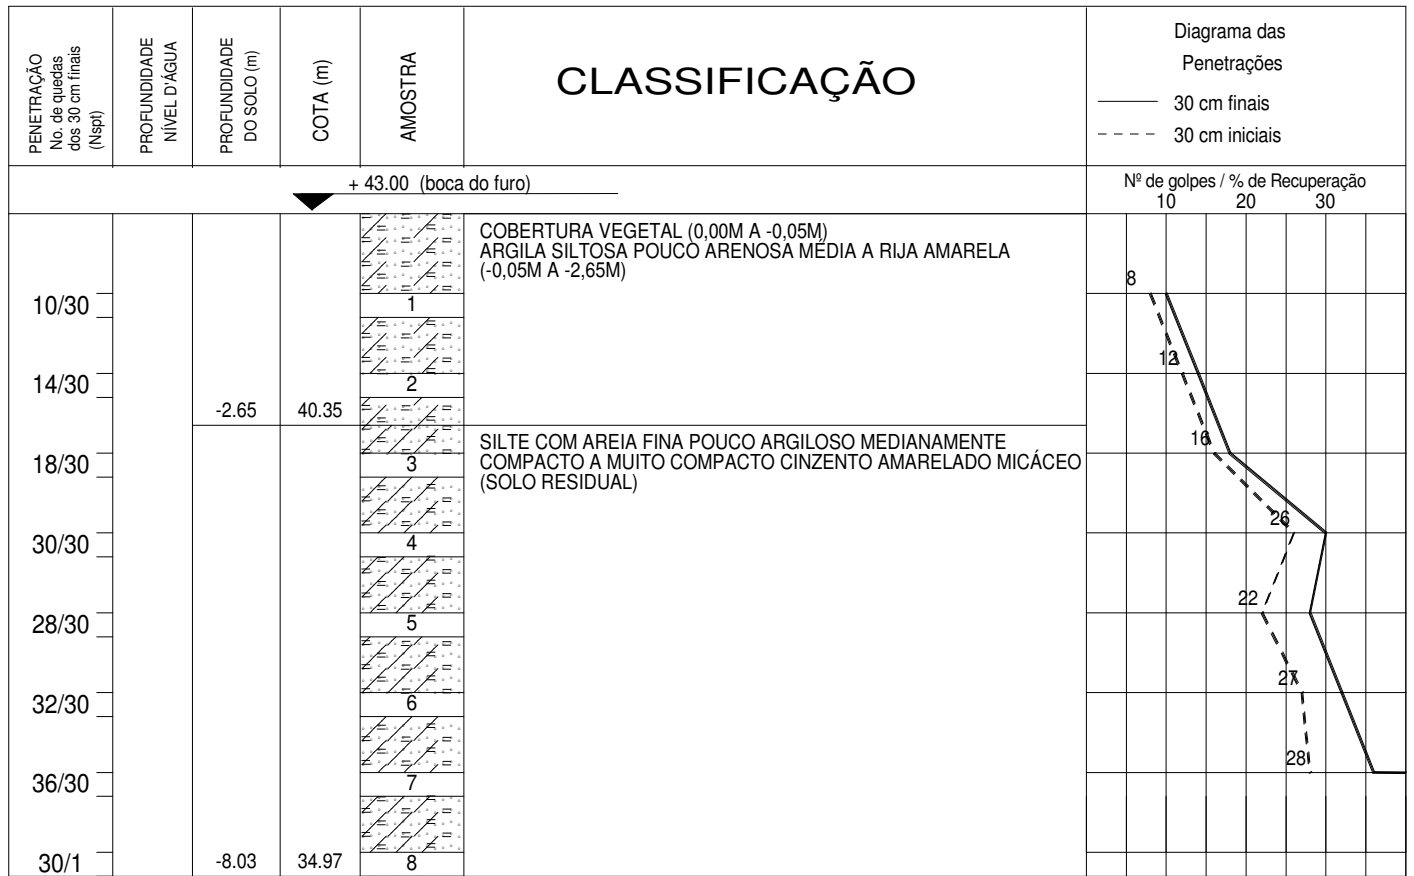 PENETRAÇÃO
No. de quedas
dos 30 cm finais
(Nspt)
PROFUNDIDADE
NÍVEL D'ÁGUA
PROFUNDIDADE
DO SOLO (m)
COTA (m)
AMOSTRA
CLASSIFICAÇÃO
Diagrama das
Penetrações
30 cm finais
30 cm iniciais
+ 43.00 (boca do furo)
Nº de golpes / % de Recuperação
10 20 30
COBERTURA VEGETAL (0,00M A -0,05M)
ARGILA SILTOSA POUCO ARENOSA MÉDIA A RIJA AMARELA
(-0,05M A -2,65M)
8
10/30 1
12
14/30 2
-2.65 40.35
SILTE COM AREIA FINA POUCO ARGILOSO MEDIANAMENTE
COMPACTO A MUITO COMPACTO CINZENTO AMARELADO MICÁCEO
(SOLO RESIDUAL)
16
18/30 3
26
30/30 4
22
28/30 5
27
32/30 6
28
36/30 7
30/1 -8.03 34.97 8